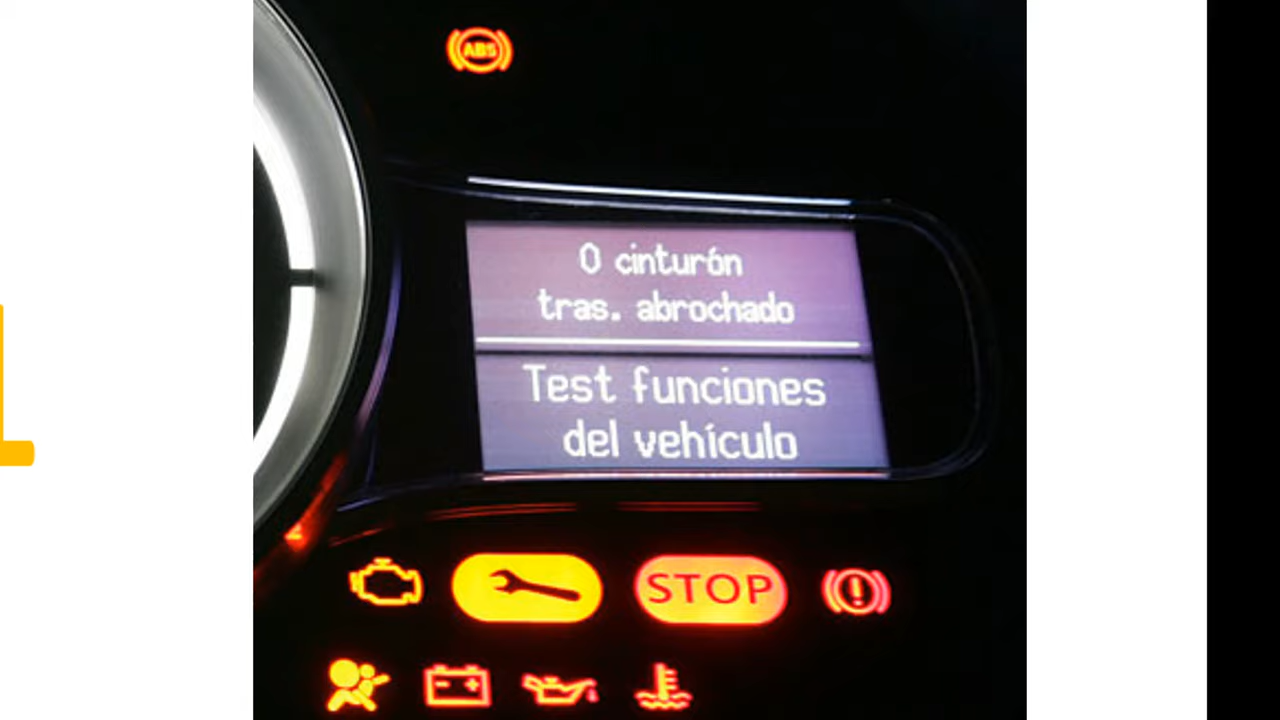 ABS
0 cinturón
tras. abrochado
Test funciones
del vehículo
STOP